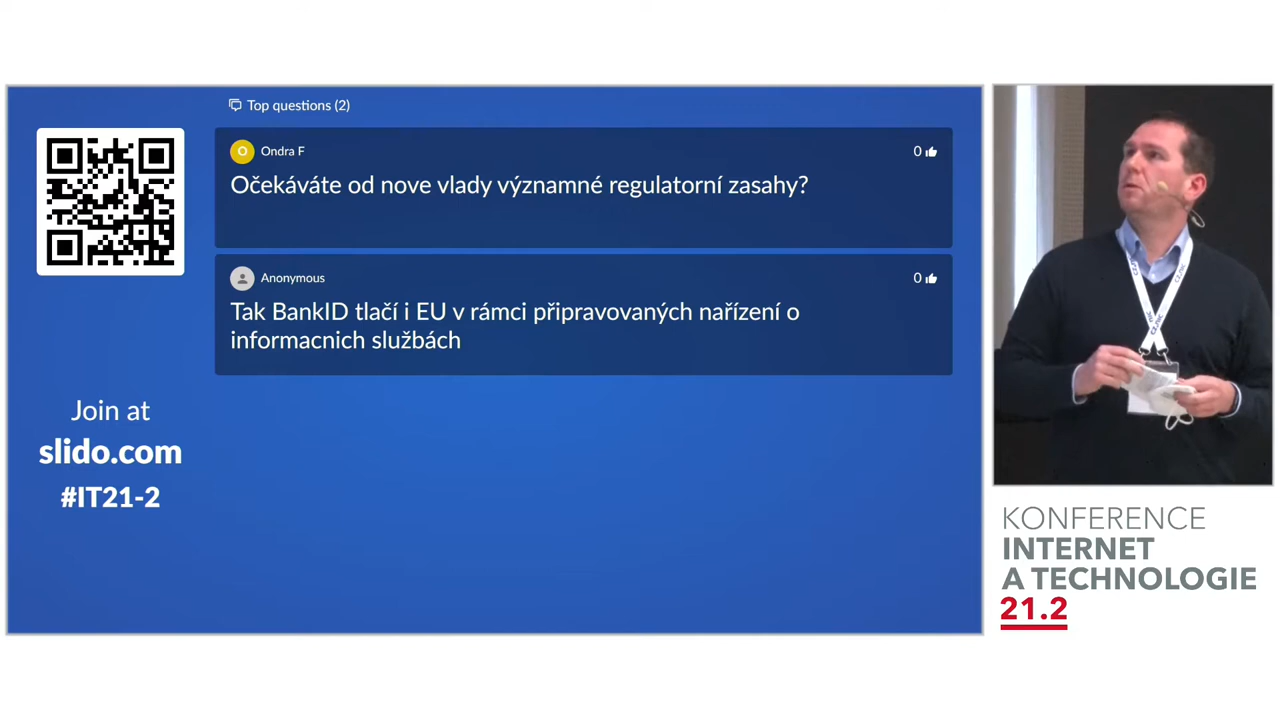 Top questions (2)
O
Ondra F
0
Očekáváte od nove vlady významné regulatorní zasahy?
Anonymous
0
Tak BankID tlačí i EU v rámci připravovaných nařízení o
informacnich službách
Join at
slido.com
#IT21-2
KONFERENCE
INTERNET
A TECHNOLOGIE
21.2